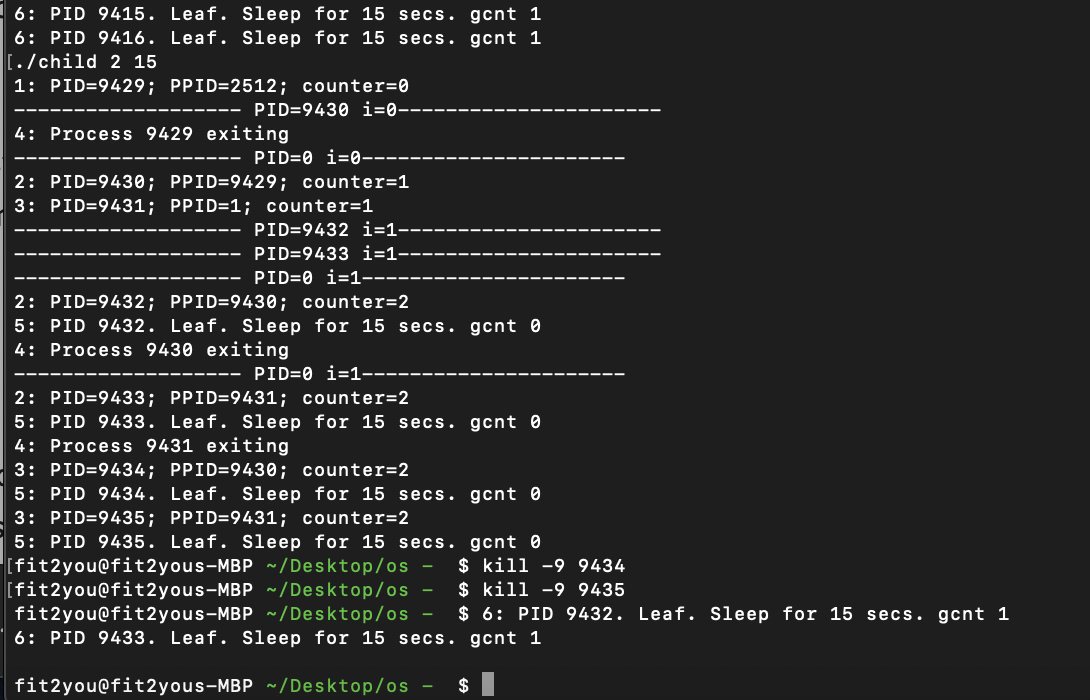 6: PID 9415. Leaf. Sleep for 15 secs. gcnt 1
6: PID 9416. Leaf. Sleep for 15 secs. gcnt 1
[./child 2 15
1: PID=9429; PPID=2512; counter=0
------------------- PID=9430 i=0----------------------
4: Process 9429 exiting
------------------- PID=0 i=0----------------------
2: PID=9430; PPID=9429; counter=1
3: PID=9431; PPID=1; counter=1
------------------- PID=9432 i=1----------------------
------------------- PID=9433 i=1----------------------
------------------- PID=0 i=1----------------------
2: PID=9432; PPID=9430; counter=2
5: PID 9432. Leaf. Sleep for 15 secs. gcnt 0
4: Process 9430 exiting
------------------- PID=0 i=1----------------------
2: PID=9433; PPID=9431; counter=2
5: PID 9433. Leaf. Sleep for 15 secs. gcnt 0
4: Process 9431 exiting
3: PID=9434; PPID=9430; counter=2
5: PID 9434. Leaf. Sleep for 15 secs. gcnt 0
3: PID=9435; PPID=9431; counter=2
5: PID 9435. Leaf. Sleep for 15 secs. gcnt 0
[fit2you@fit2yous-MBP ~/Desktop/os –  $ kill -9 9434
[fit2you@fit2yous-MBP ~/Desktop/os –  $ kill -9 9435
fit2you@fit2yous-MBP ~/Desktop/os –  $ 6: PID 9432. Leaf. Sleep for 15 secs. gcnt 1
6: PID 9433. Leaf. Sleep for 15 secs. gcnt 1
fit2you@fit2yous-MBP ~/Desktop/os –  $